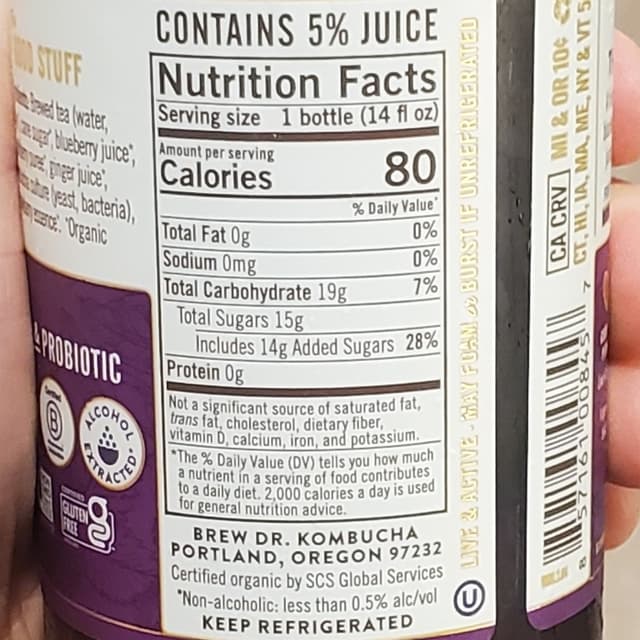 CONTAINS 5% JUICE
Nutrition Facts
Serving size 1 bottle (14 fl oz)
Amount per serving
Calories 80
% Daily Value*
Total Fat 0g 0%
Sodium 0mg 0%
Total Carbohydrate 19g 7%
Total Sugars 15g
Includes 14g Added Sugars 28%
Protein 0g
Not a significant source of saturated fat,
trans fat, cholesterol, dietary fiber,
vitamin D, calcium, iron, and potassium.
*The % Daily Value (DV) tells you how much
a nutrient in a serving of food contributes
to a daily diet. 2,000 calories a day is used
for general nutrition advice.
BREW DR. KOMBUCHA
PORTLAND, OREGON 97232
Certified organic by SCS Global Services
*Non-alcoholic: less than 0.5% alc/vol
KEEP REFRIGERATED
STUFF
Brewed tea (water,
sugar*, blueberry juice*,
ginger juice*,
culture (yeast, bacteria),
essence*. *Organic
& PROBIOTIC
Certified
B
ALCOHOL EXTRACTED*
CERTIFIED
GLUTEN
FREE
LIVE & ACTIVE - MAY FOAM or BURST IF UNREFRIGERATED
U
CA CRV MI & OR 10¢
CT, HI, IA, MA, ME, NY & VT 5
8 57161 00845 7